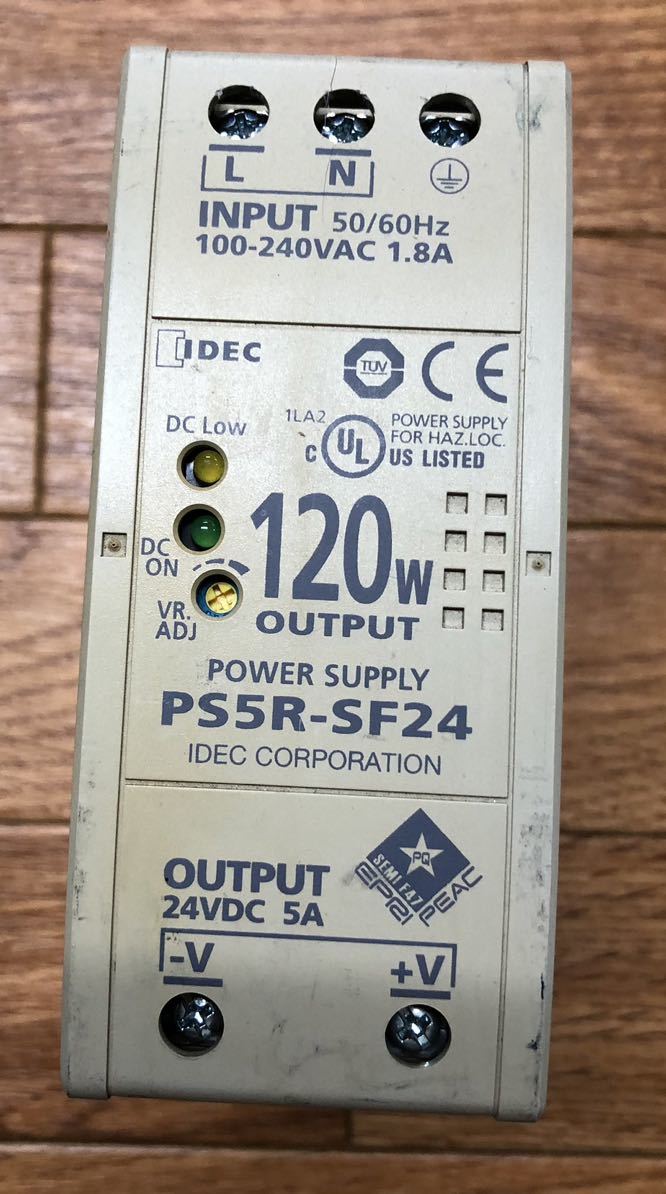 L N
INPUT 50/60Hz
100-240VAC 1.8A
IDEC
TÜV CE
DC Low
1LA2
C UL US LISTED
POWER SUPPLY
FOR HAZ.LOC.
DC
ON
120W
OUTPUT
VR.
ADJ
POWER SUPPLY
PS5R-SF24
IDEC CORPORATION
OUTPUT
24VDC 5A
PQ
SEMI F47
EPRI PEAC
-V +V